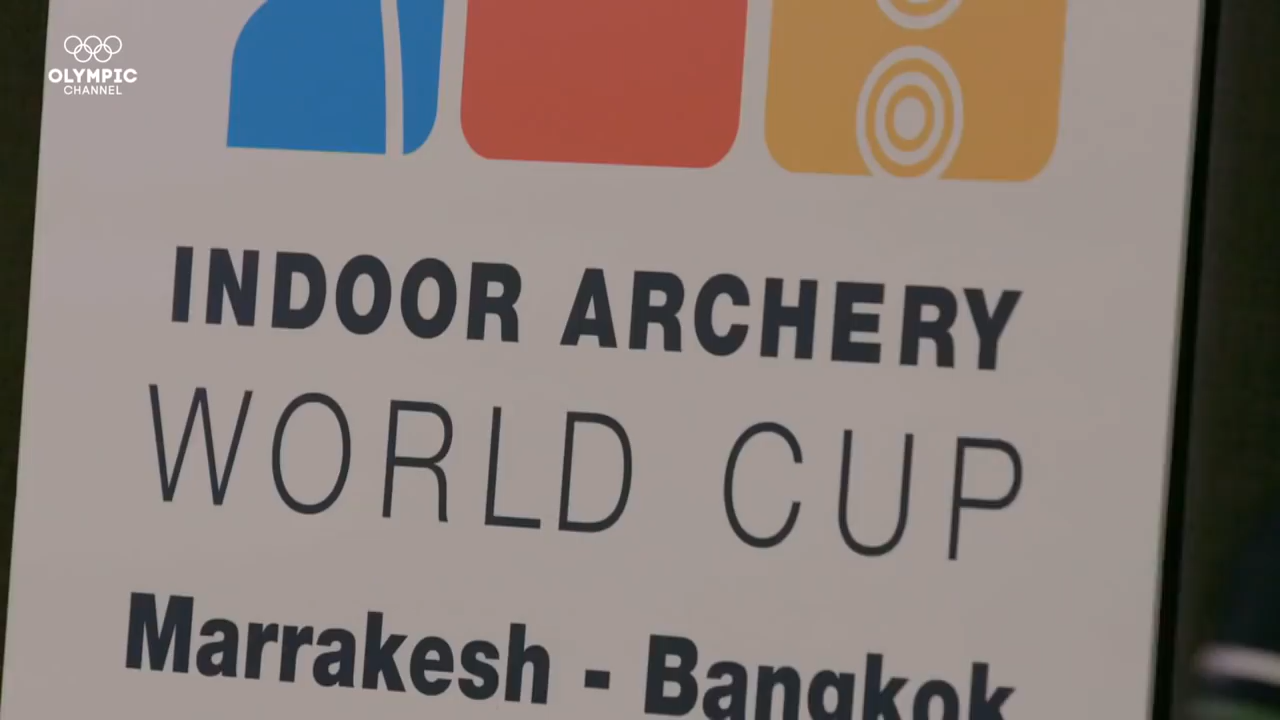 OLYMPIC
CHANNEL
INDOOR ARCHERY
WORLD CUP
Marrakesh - Bangkok